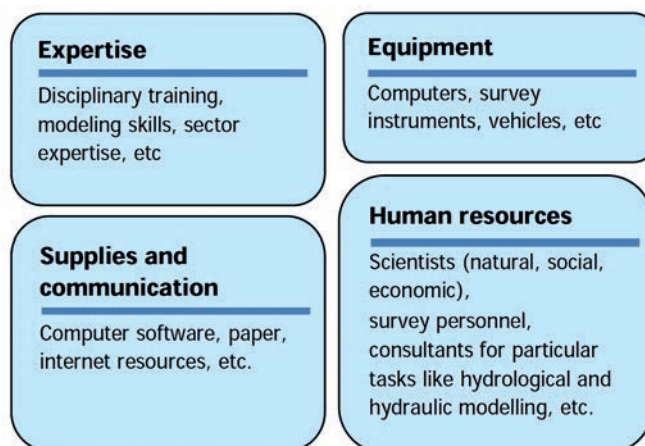 Expertise
Disciplinary training,
modeling skills, sector
expertise, etc
Equipment
Computers, survey
instruments, vehicles, etc
Supplies and
communication
Computer software, paper,
internet resources, etc.
Human resources
Scientists (natural, social,
economic),
survey personnel,
consultants for particular
tasks like hydrological and
hydraulic modelling, etc.